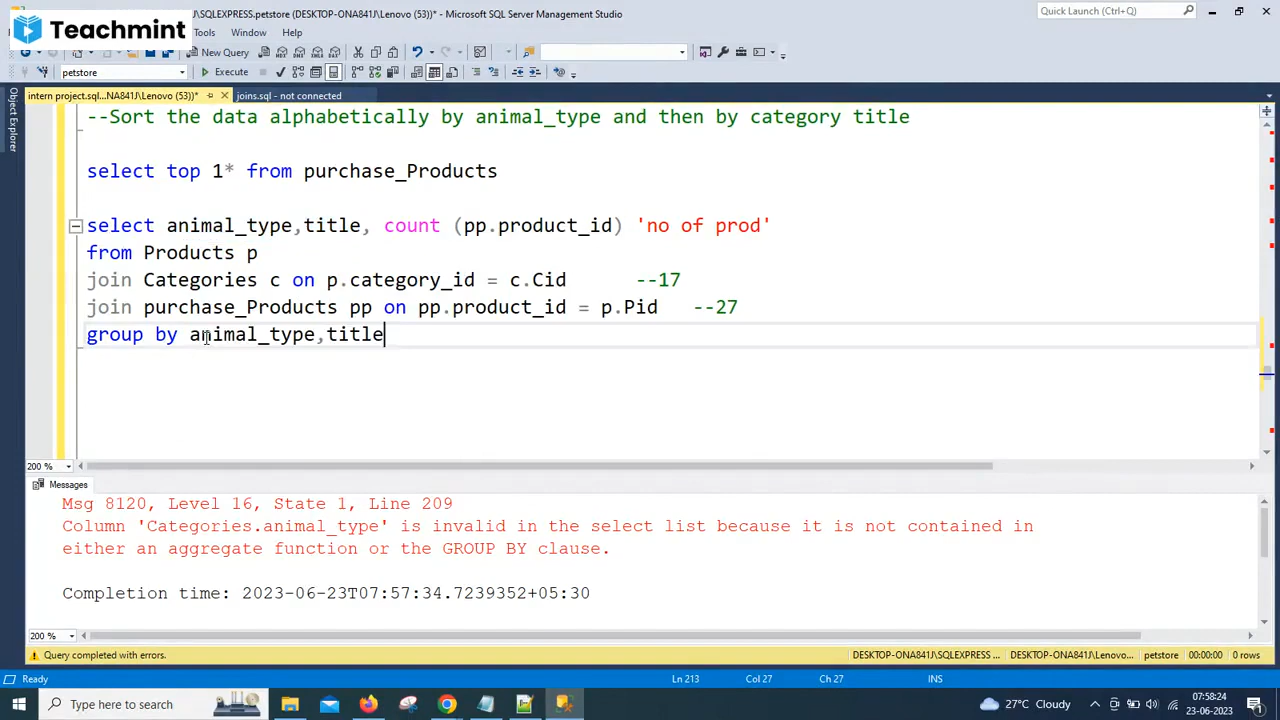 J\SQLEXPRESS.petstore (DESKTOP-ONA841J\Lenovo (53))* - Microsoft SQL Server Management Studio
Quick Launch (Ctrl+Q)
Teachmint
Tools Window Help
New Query
petstore Execute
intern project.sql...NA841J\Lenovo (53))* joins.sql - not connected
Object Explorer
--Sort the data alphabetically by animal_type and then by category title
select top 1* from purchase_Products
select animal_type,title, count (pp.product_id) 'no of prod'
from Products p
join Categories c on p.category_id = c.Cid --17
join purchase_Products pp on pp.product_id = p.Pid --27
group by animal_type,title
200 %
Messages
Msg 8120, Level 16, State 1, Line 209
Column 'Categories.animal_type' is invalid in the select list because it is not contained in
either an aggregate function or the GROUP BY clause.
Completion time: 2023-06-23T07:57:34.7239352+05:30
200 %
Query completed with errors. DESKTOP-ONA841J\SQLEXPRESS ... DESKTOP-ONA841J\Lenovo... petstore 00:00:00 0 rows
Ready Ln 213 Col 27 Ch 27 INS
Type here to search 27°C Cloudy 07:58:24
23-06-2023